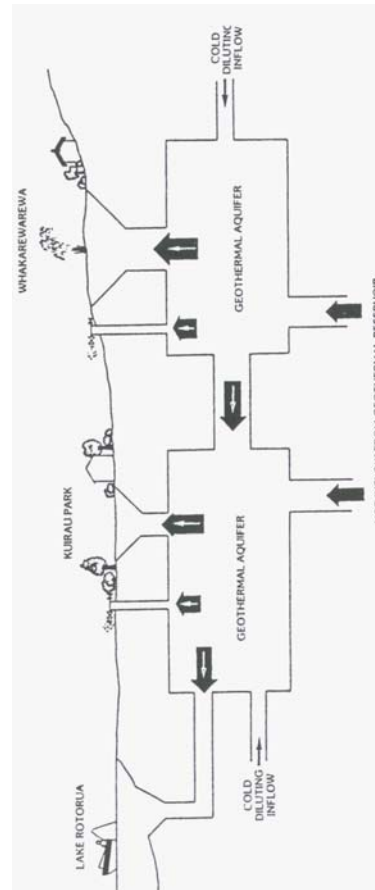 WHAKAREWAREWA
KUIRAU PARK
LAKE ROTORUA
COLD
DILUTING
INFLOW
GEOTHERMAL AQUIFER
GEOTHERMAL AQUIFER
COLD
DILUTING
INFLOW